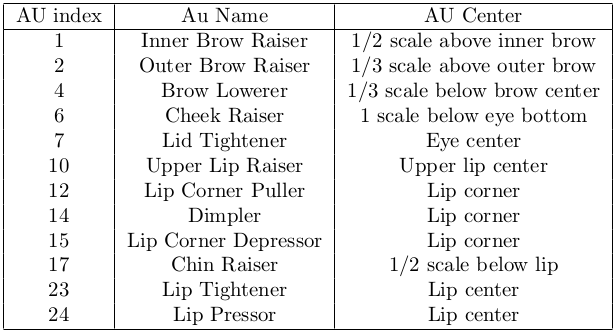 AU index Au Name AU Center
1 Inner Brow Raiser 1/2 scale above inner brow
2 Outer Brow Raiser 1/3 scale above outer brow
4 Brow Lowerer 1/3 scale below brow center
6 Cheek Raiser 1 scale below eye bottom
7 Lid Tightener Eye center
10 Upper Lip Raiser Upper lip center
12 Lip Corner Puller Lip corner
14 Dimpler Lip corner
15 Lip Corner Depressor Lip corner
17 Chin Raiser 1/2 scale below lip
23 Lip Tightener Lip center
24 Lip Pressor Lip center